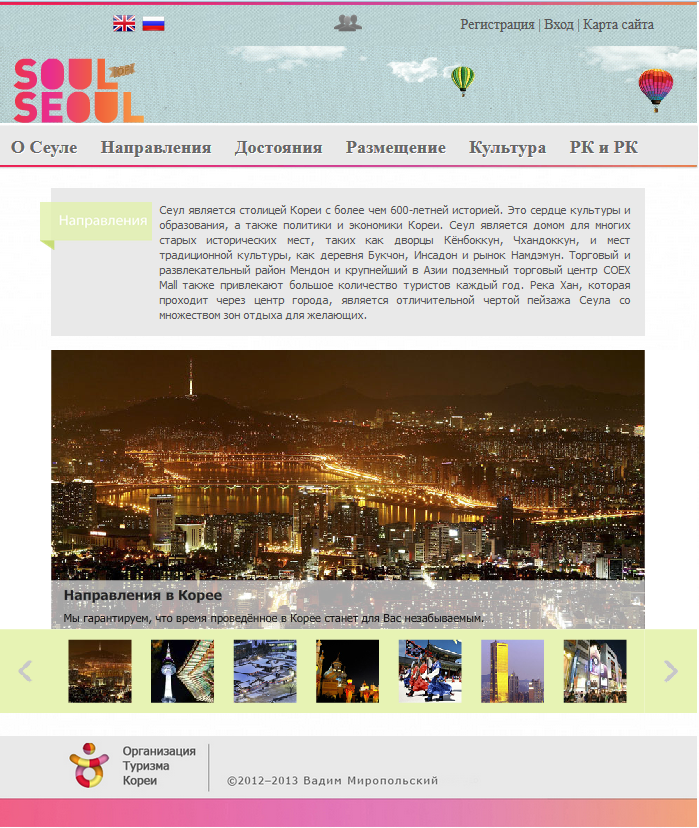 Регистрация | Вход | Карта сайта
SOUL
SEOUL
О Сеуле Направления Достояния Размещение Культура РК и РК
Направления
Сеул является столицей Кореи с более чем 600-летней историей. Это сердце культуры и
образования, а также политики и экономики Кореи. Сеул является домом для многих
старых исторических мест, таких как дворцы Кёнбоккун, Чхандоккун, и мест
традиционной культуры, как деревня Букчон, Инсадон и рынок Намдэмун. Торговый и
развлекательный район Мендон и крупнейший в Азии подземный торговый центр COEX
Mall также привлекают большое количество туристов каждый год. Река Хан, которая
проходит через центр города, является отличительной чертой пейзажа Сеула со
множеством зон отдыха для желающих.
Направления в Корее
Мы гарантируем, что время проведённое в Корее станет для Вас незабываемым.
Организация
Туризма
Кореи
©2012–2013 Вадим Миропольский